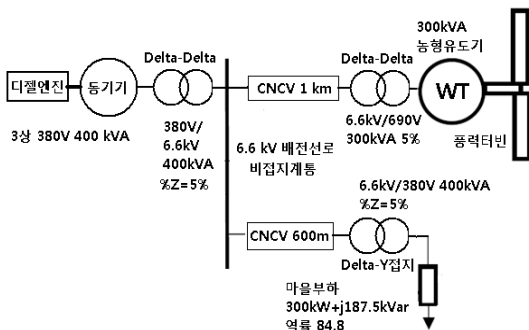 300kVA
농형유도기
Delta-Delta
Delta-Delta
디젤엔진
동기기
CNCV 1 km
WT
3상 380V 400 kVA
380V/
6.6kV
400kVA
%Z=5%
6.6 kV 배전선로
비접지계통
6.6kV/690V
300kVA 5%
풍력터빈
6.6kV/380V 400kVA
%Z=5%
CNCV 600m
Delta-Y접지
마을부하
300kW+j187.5kVar
역률 84.8